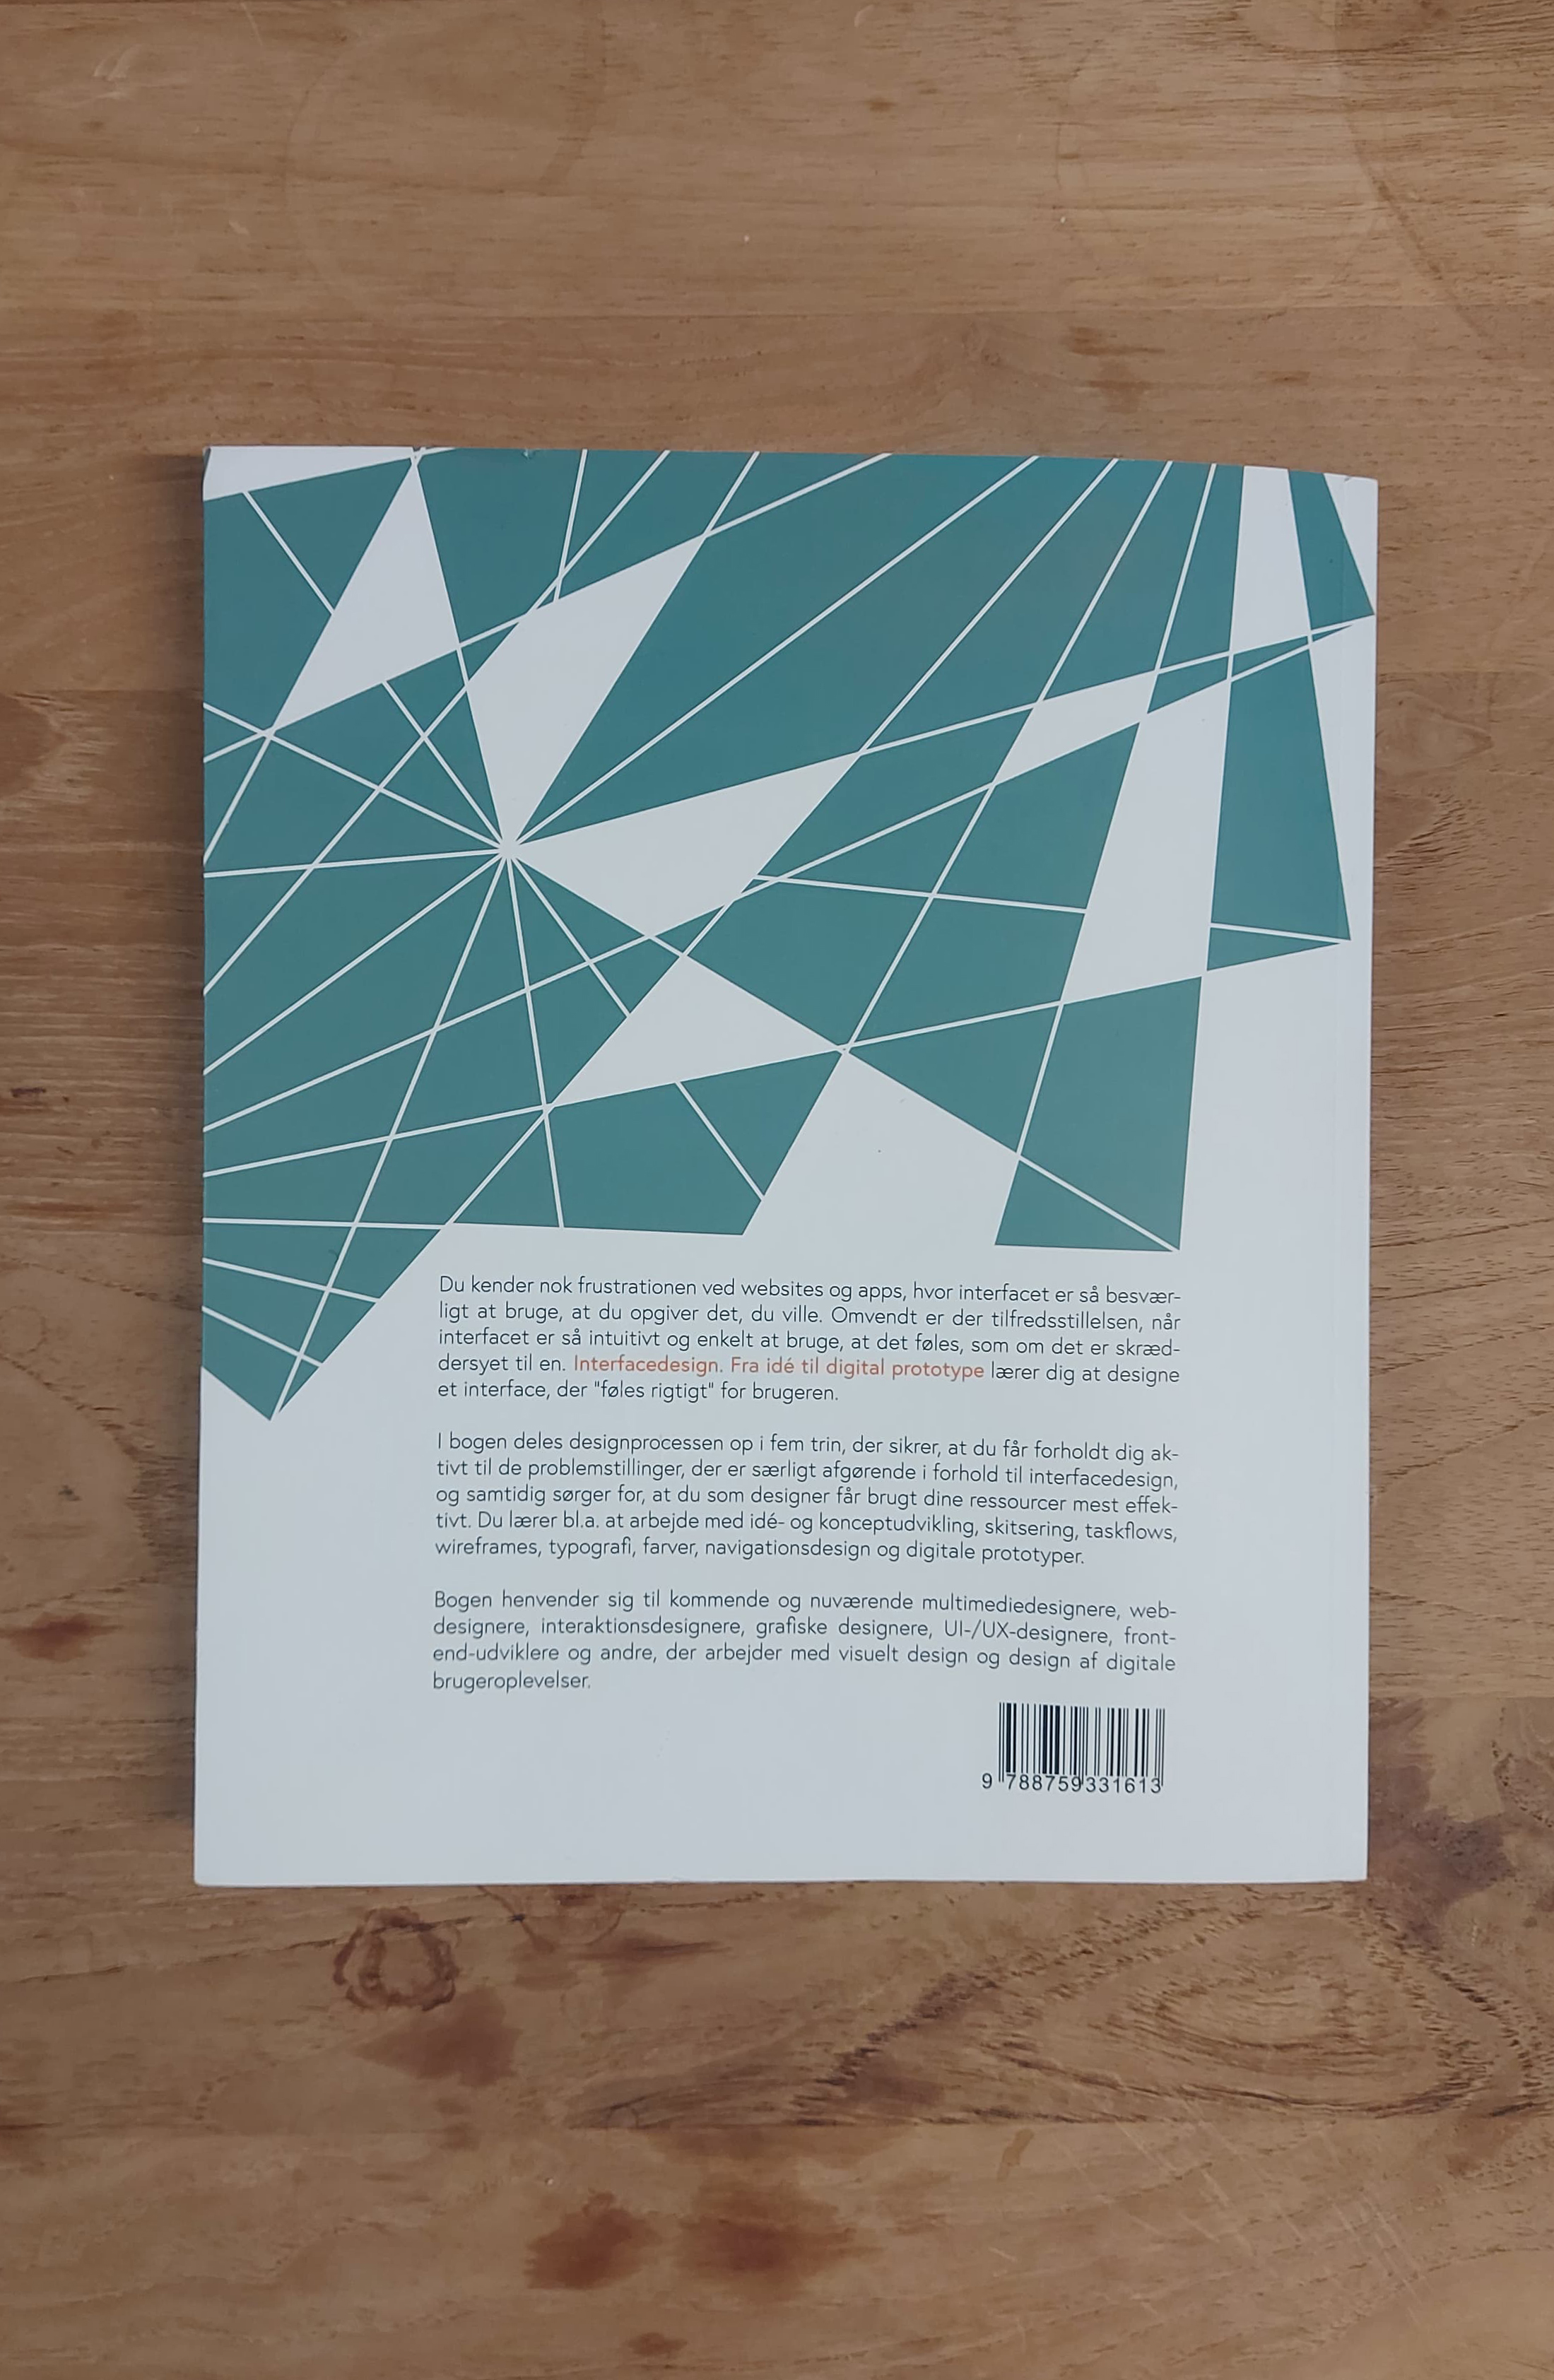 Du kender nok frustrationen ved websites og apps, hvor interfacet er så besvær-
ligt at bruge, at du opgiver det, du ville. Omvendt er der tilfredsstillelsen, når
interfacet er så intuitivt og enkelt at bruge, at det føles, som om det er skræd-
dersyet til en. Interfacedesign. Fra idé til digital prototype lærer dig at designe
et interface, der "føles rigtigt" for brugeren.
I bogen deles designprocessen op i fem trin, der sikrer, at du får forholdt dig ak-
tivt til de problemstillinger, der er særligt afgørende i forhold til interfacedesign,
og samtidig sørger for, at du som designer får brugt dine ressourcer mest effek-
tivt. Du lærer bl.a. at arbejde med idé- og konceptudvikling, skitsering, taskflows,
wireframes, typografi, farver, navigationsdesign og digitale prototyper.
Bogen henvender sig til kommende og nuværende multimediedesignere, web-
designere, interaktionsdesignere, grafiske designere, UI-/UX-designere, front-
end-udviklere og andre, der arbejder med visuelt design og design af digitale
brugeroplevelser.
9 788759 331613